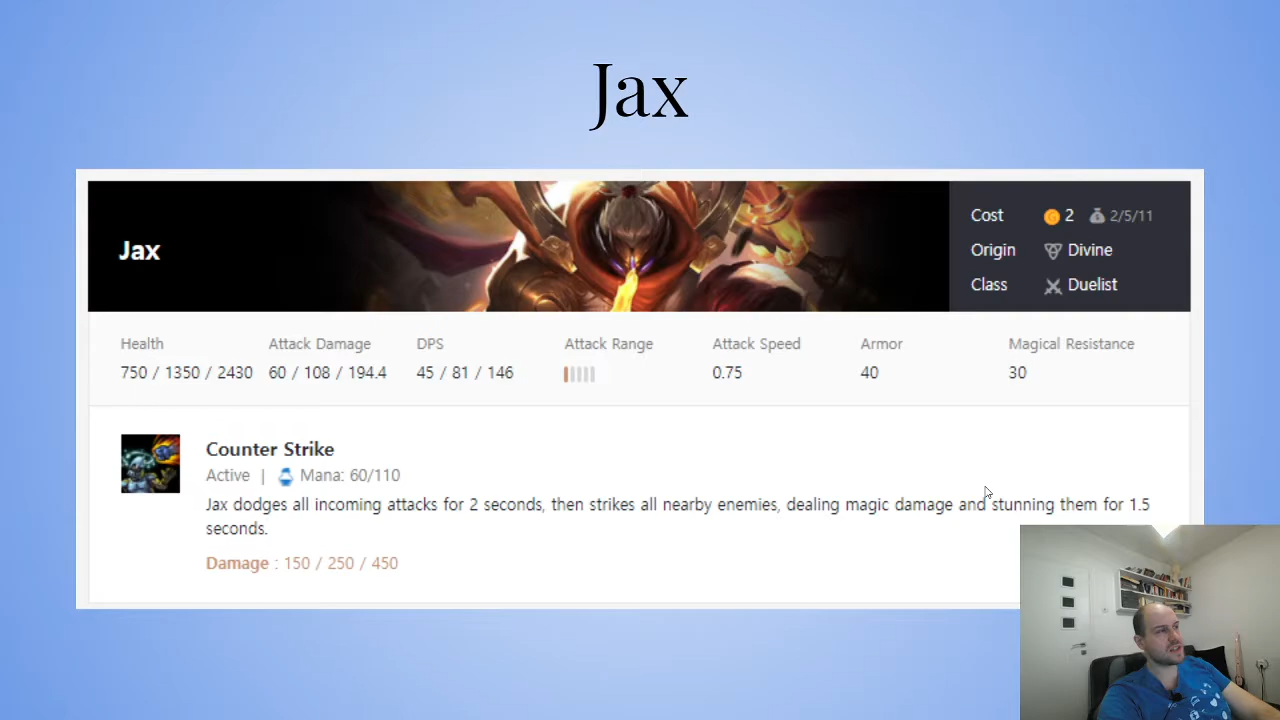 Jax
Jax
Cost 2 2/5/11
Origin Divine
Class Duelist
Health Attack Damage DPS Attack Range Attack Speed Armor Magical Resistance
750 / 1350 / 2430 60 / 108 / 194.4 45 / 81 / 146 0.75 40 30
Counter Strike
Active | Mana: 60/110
Jax dodges all incoming attacks for 2 seconds, then strikes all nearby enemies, dealing magic damage and stunning them for 1.5
seconds.
Damage : 150 / 250 / 450